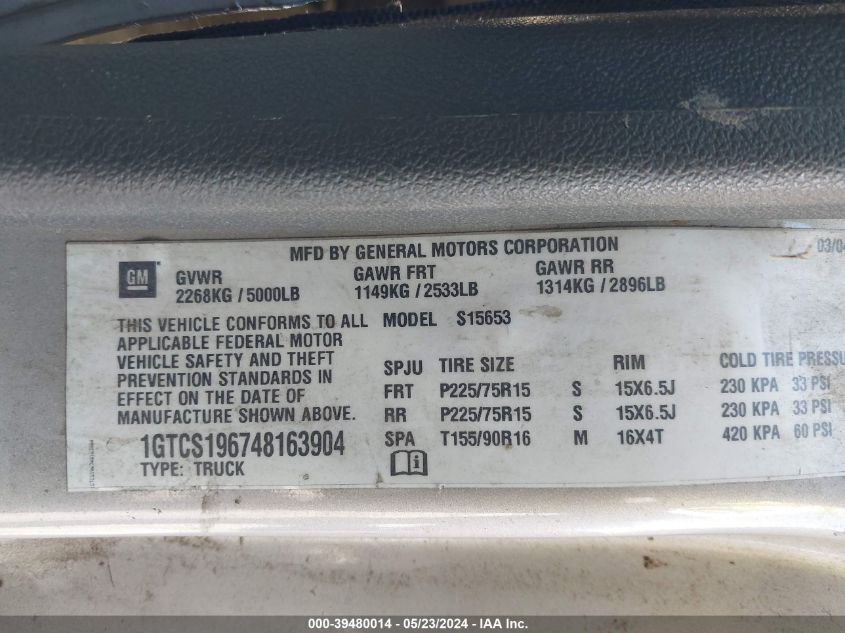 MFD BY GENERAL MOTORS CORPORATION 03/04
GM GVWR GAWR FRT GAWR RR
2268KG / 5000LB 1149KG / 2533LB 1314KG / 2896LB
THIS VEHICLE CONFORMS TO ALL MODEL S15653
APPLICABLE FEDERAL MOTOR
VEHICLE SAFETY AND THEFT SPJU TIRE SIZE RIM COLD TIRE PRESSU
PREVENTION STANDARDS IN FRT P225/75R15 S 15X6.5J 230 KPA 33 PSI
EFFECT ON THE DATE OF
MANUFACTURE SHOWN ABOVE. RR P225/75R15 S 15X6.5J 230 KPA 33 PSI
1GTCS196748163904 SPA T155/90R16 M 16X4T 420 KPA 60 PSI
TYPE: TRUCK
000-39480014 - 05/23/2024 - IAA Inc.